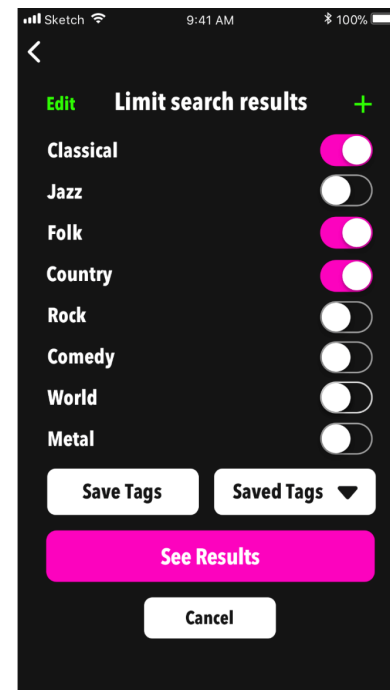 Sketch 9:41 AM 100%
Edit Limit search results +
Classical
Jazz
Folk
Country
Rock
Comedy
World
Metal
Save Tags Saved Tags
See Results
Cancel